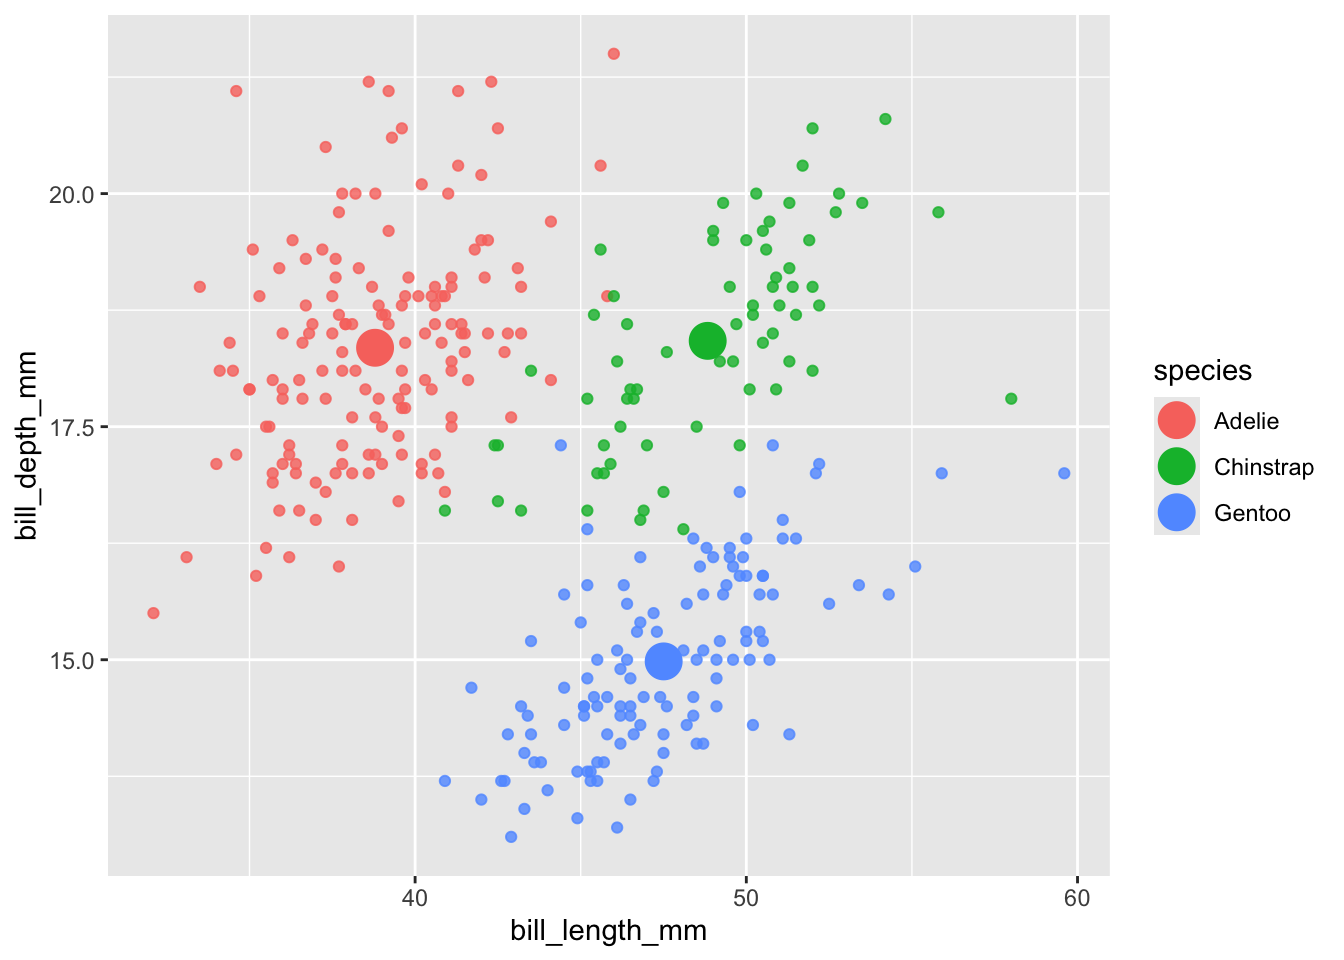 20.0
17.5
15.0
bill_depth_mm
40 50 60
bill_length_mm
species
Adelie
Chinstrap
Gentoo